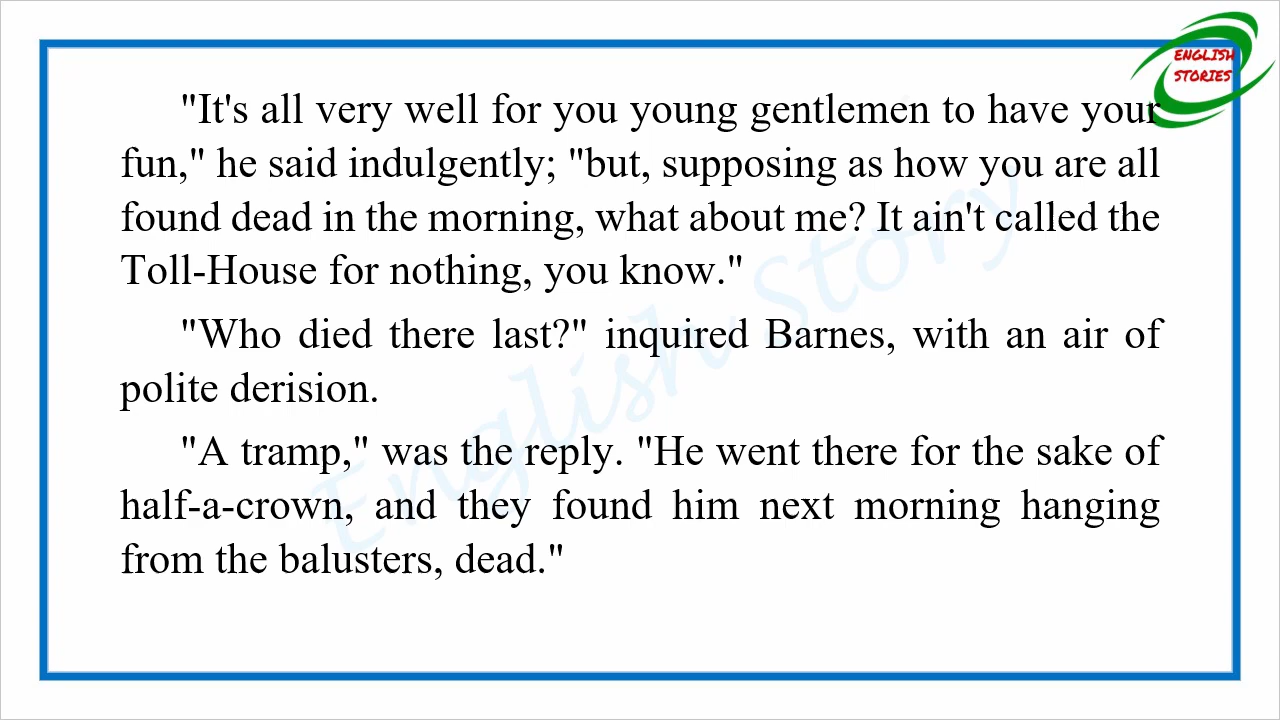 ENGLISH
STORIES
"It's all very well for you young gentlemen to have your
fun," he said indulgently; "but, supposing as how you are all
found dead in the morning, what about me? It ain't called the
Toll-House for nothing, you know."
"Who died there last?" inquired Barnes, with an air of
polite derision.
"A tramp," was the reply. "He went there for the sake of
half-a-crown, and they found him next morning hanging
from the balusters, dead."
English Story